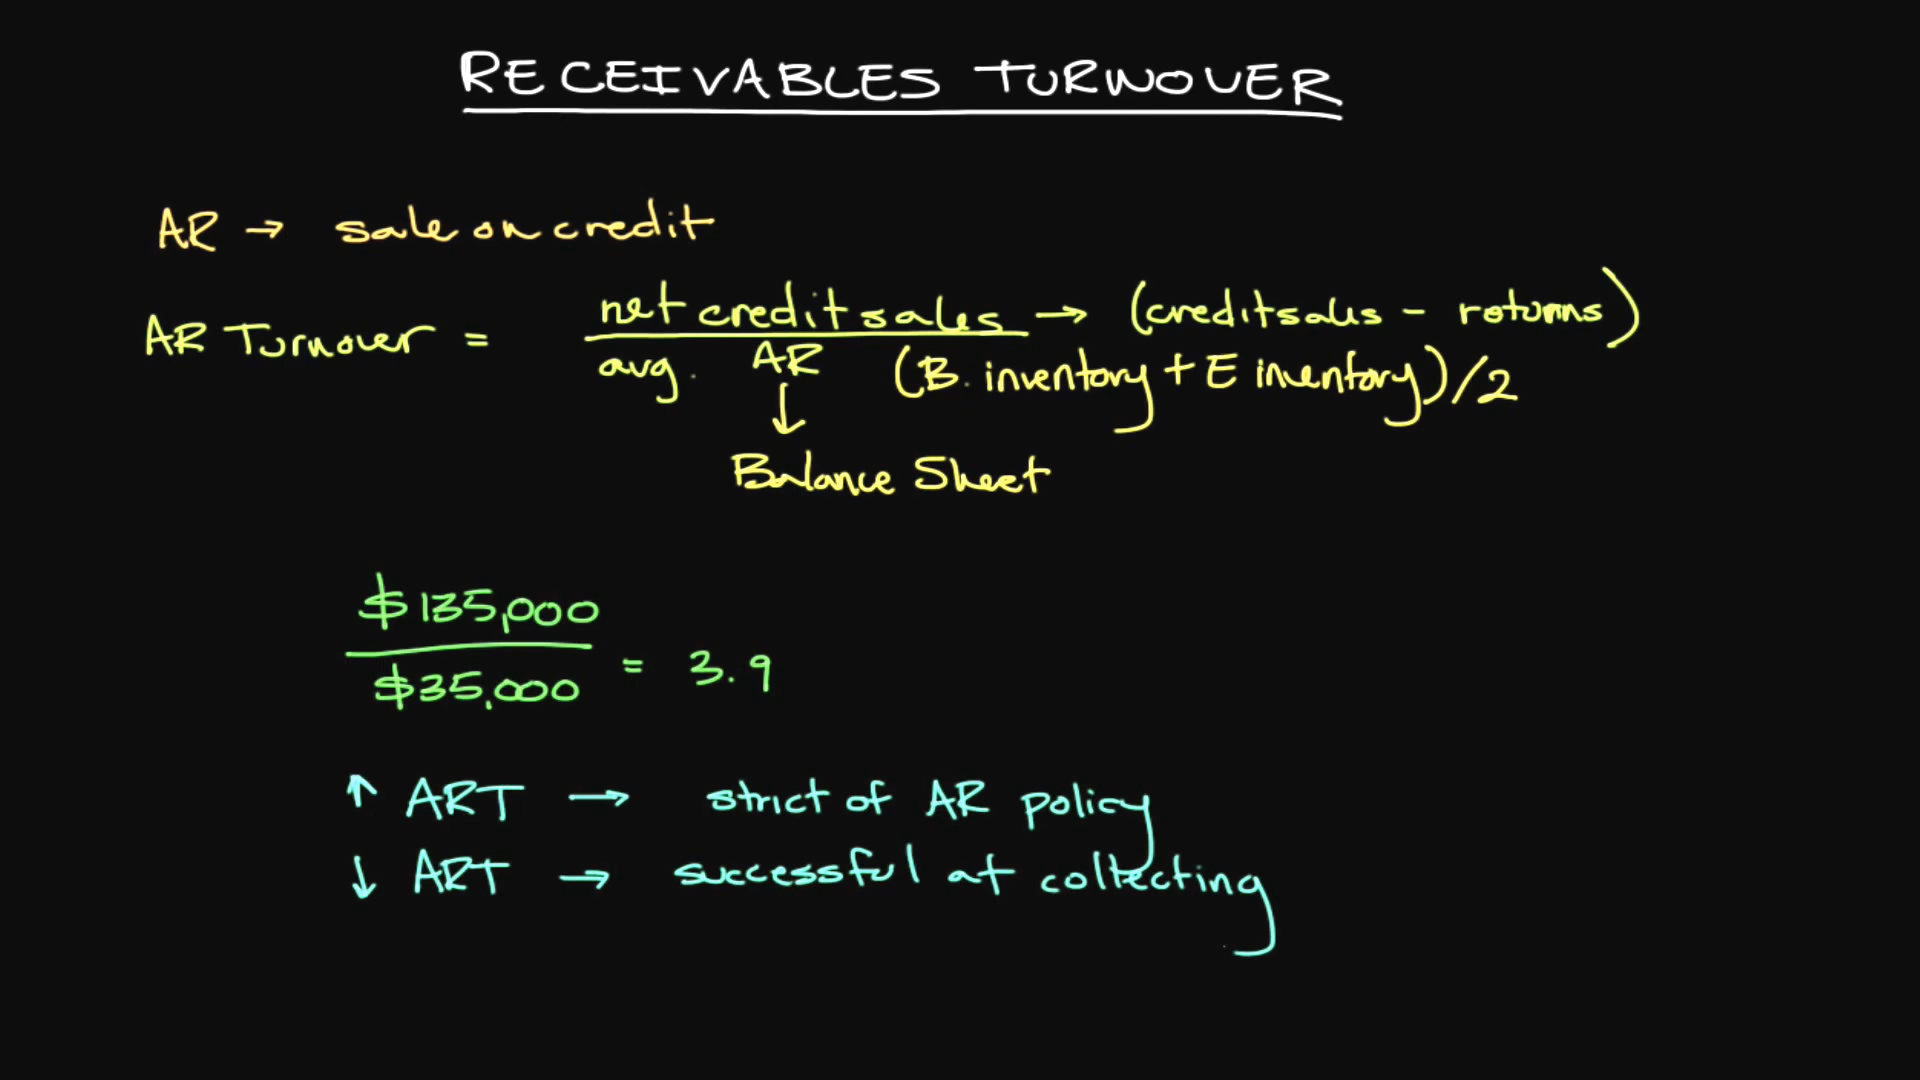 RECEIVABLES TURNOVER
AR → sale on credit
AR Turnover = net credit sales → (credit sales - returns)
avg. AR (B. inventory + E inventory)/2
↓
Balance Sheet
$135,000
$35,000 = 3.9
↑ ART → strict of AR policy
↓ ART → successful at collecting